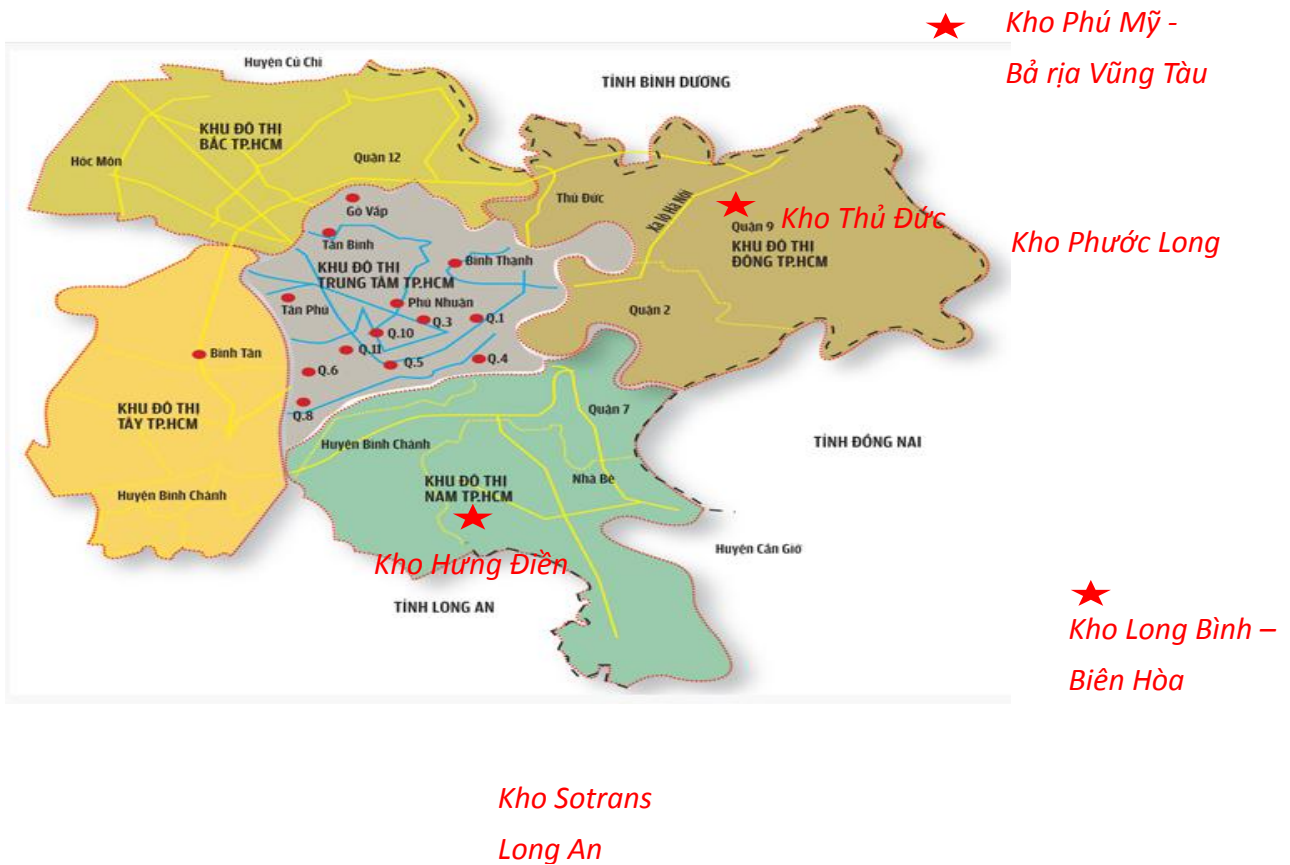 Kho Phú Mỹ -
Bả rịa Vũng Tàu
Huyện Củ Chi
TỈNH BÌNH DƯƠNG
KHU ĐÔ THỊ
BẮC TP.HCM
Hóc Môn
Quận 12
Thủ Đức
Xa lộ Hà Nội
Gò Vấp
Kho Thủ Đức
Quận 9
KHU ĐÔ THỊ
ĐÔNG TP.HCM
Kho Phước Long
Tân Bình
Bình Thạnh
KHU ĐÔ THỊ
TRUNG TÂM TP.HCM
Tân Phú
Phú Nhuận
Q.3
Q.1
Quận 2
Q.10
Q.11
Bình Tân
Q.6
Q.5
Q.4
KHU ĐÔ THỊ
TÂY TP.HCM
Q.8
Quận 7
Huyện Bình Chánh
TỈNH ĐỒNG NAI
KHU ĐÔ THỊ
NAM TP.HCM
Nhà Bè
Huyện Bình Chánh
Huyện Cần Giờ
Kho Hưng Điền
TỈNH LONG AN
Kho Long Bình –
Biên Hòa
Kho Sotrans
Long An